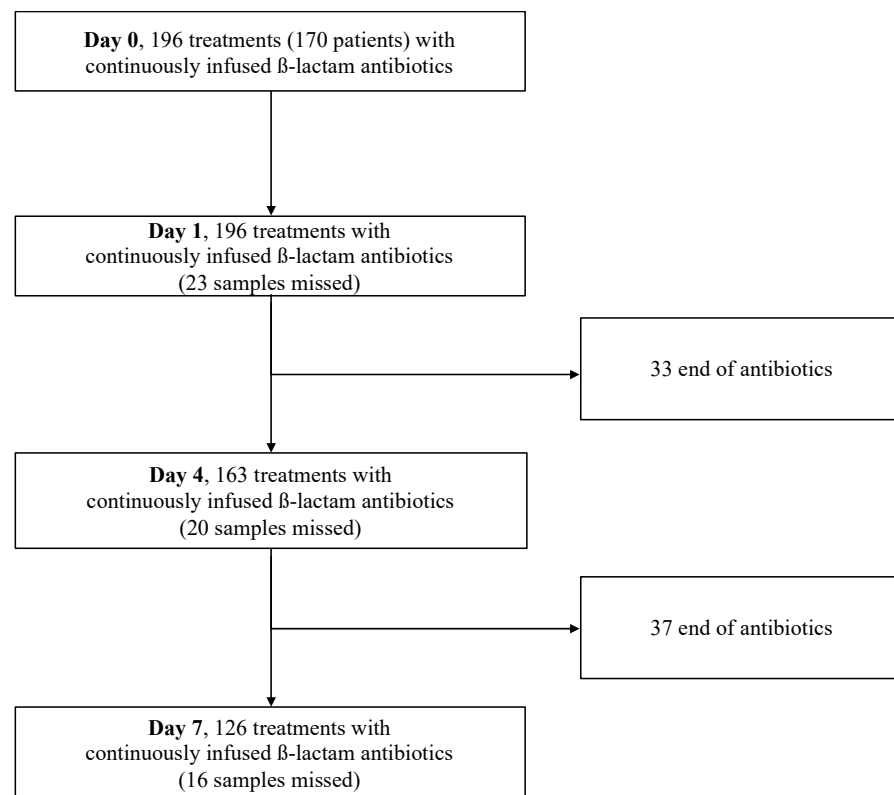 Day 0, 196 treatments (170 patients) with
continuously infused ß-lactam antibiotics
Day 1, 196 treatments with
continuously infused ß-lactam antibiotics
(23 samples missed)
33 end of antibiotics
Day 4, 163 treatments with
continuously infused ß-lactam antibiotics
(20 samples missed)
37 end of antibiotics
Day 7, 126 treatments with
continuously infused ß-lactam antibiotics
(16 samples missed)